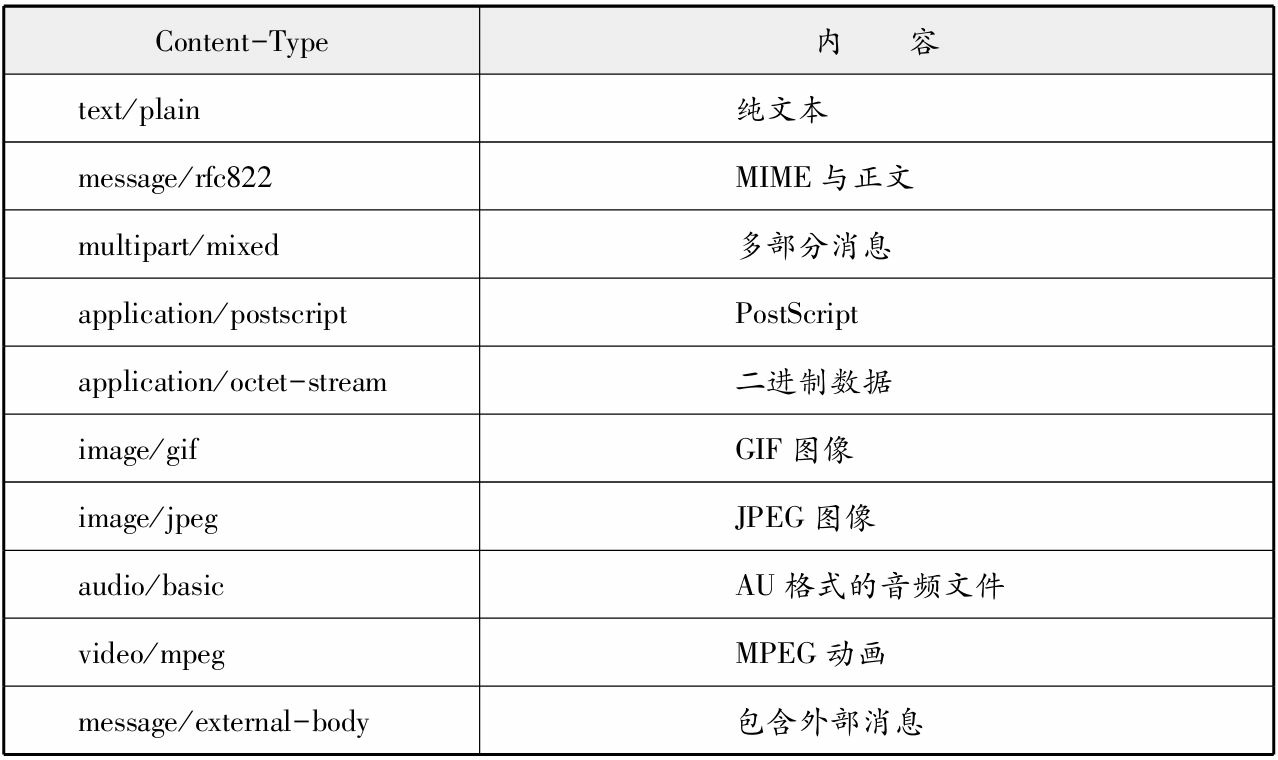 Content-Type 内 容
text/plain 纯文本
message/rfc822 MIME 与正文
multipart/mixed 多部分消息
application/postscript PostScript
application/octet-stream 二进制数据
image/gif GIF 图像
image/jpeg JPEG 图像
audio/basic AU 格式的音频文件
video/mpeg MPEG 动画
message/external-body 包含外部消息